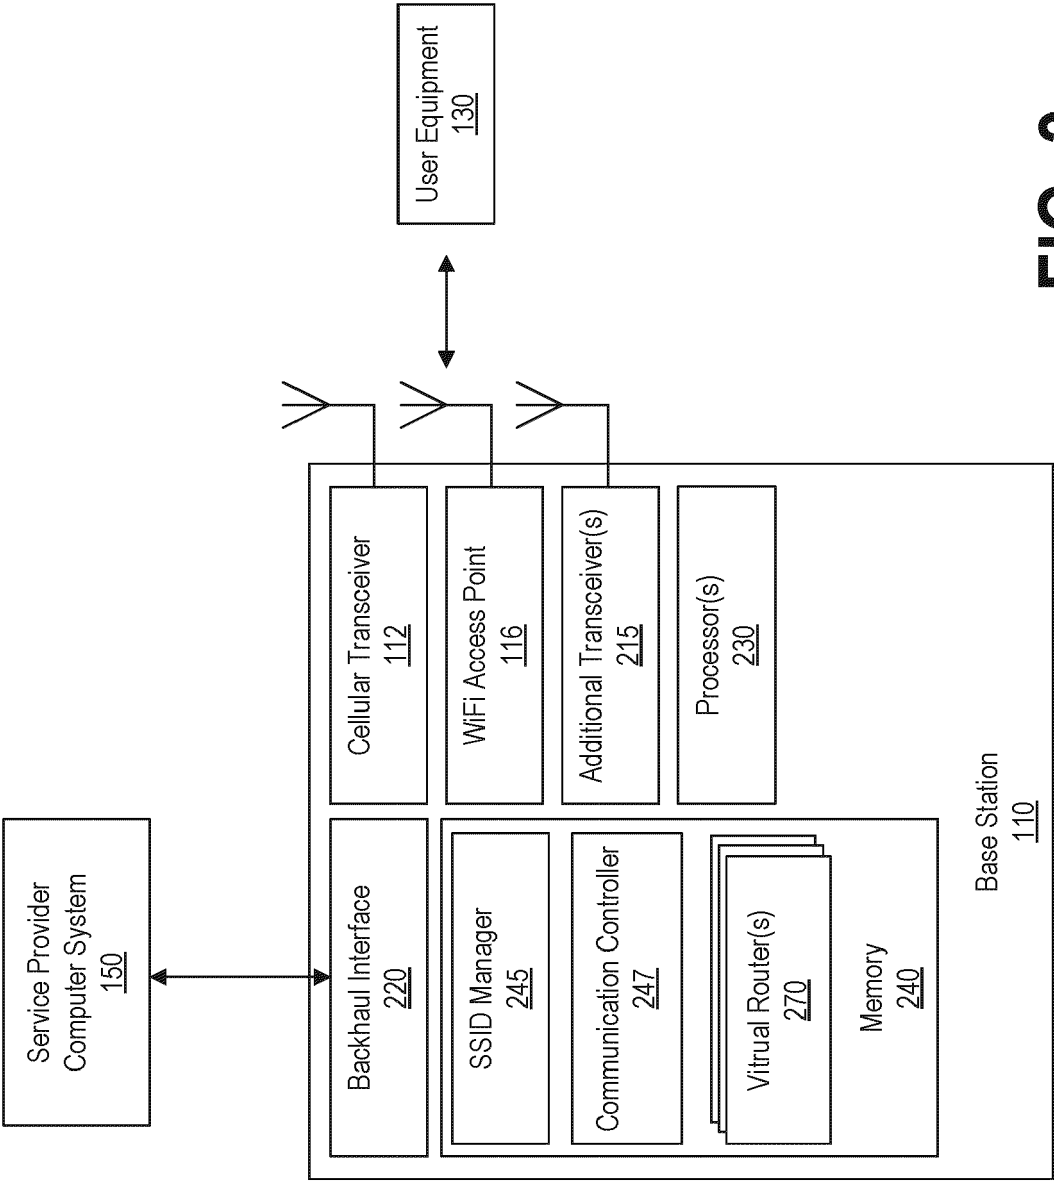 Service Provider
Computer System
150
Backhaul Interface
220
Cellular Transceiver
112
User Equipment
130
SSID Manager
245
WiFi Access Point
116
Communication Controller
247
Additional Transceiver(s)
215
Vitrual Router(s)
270
Processor(s)
230
Memory
240
Base Station
110
FIG.